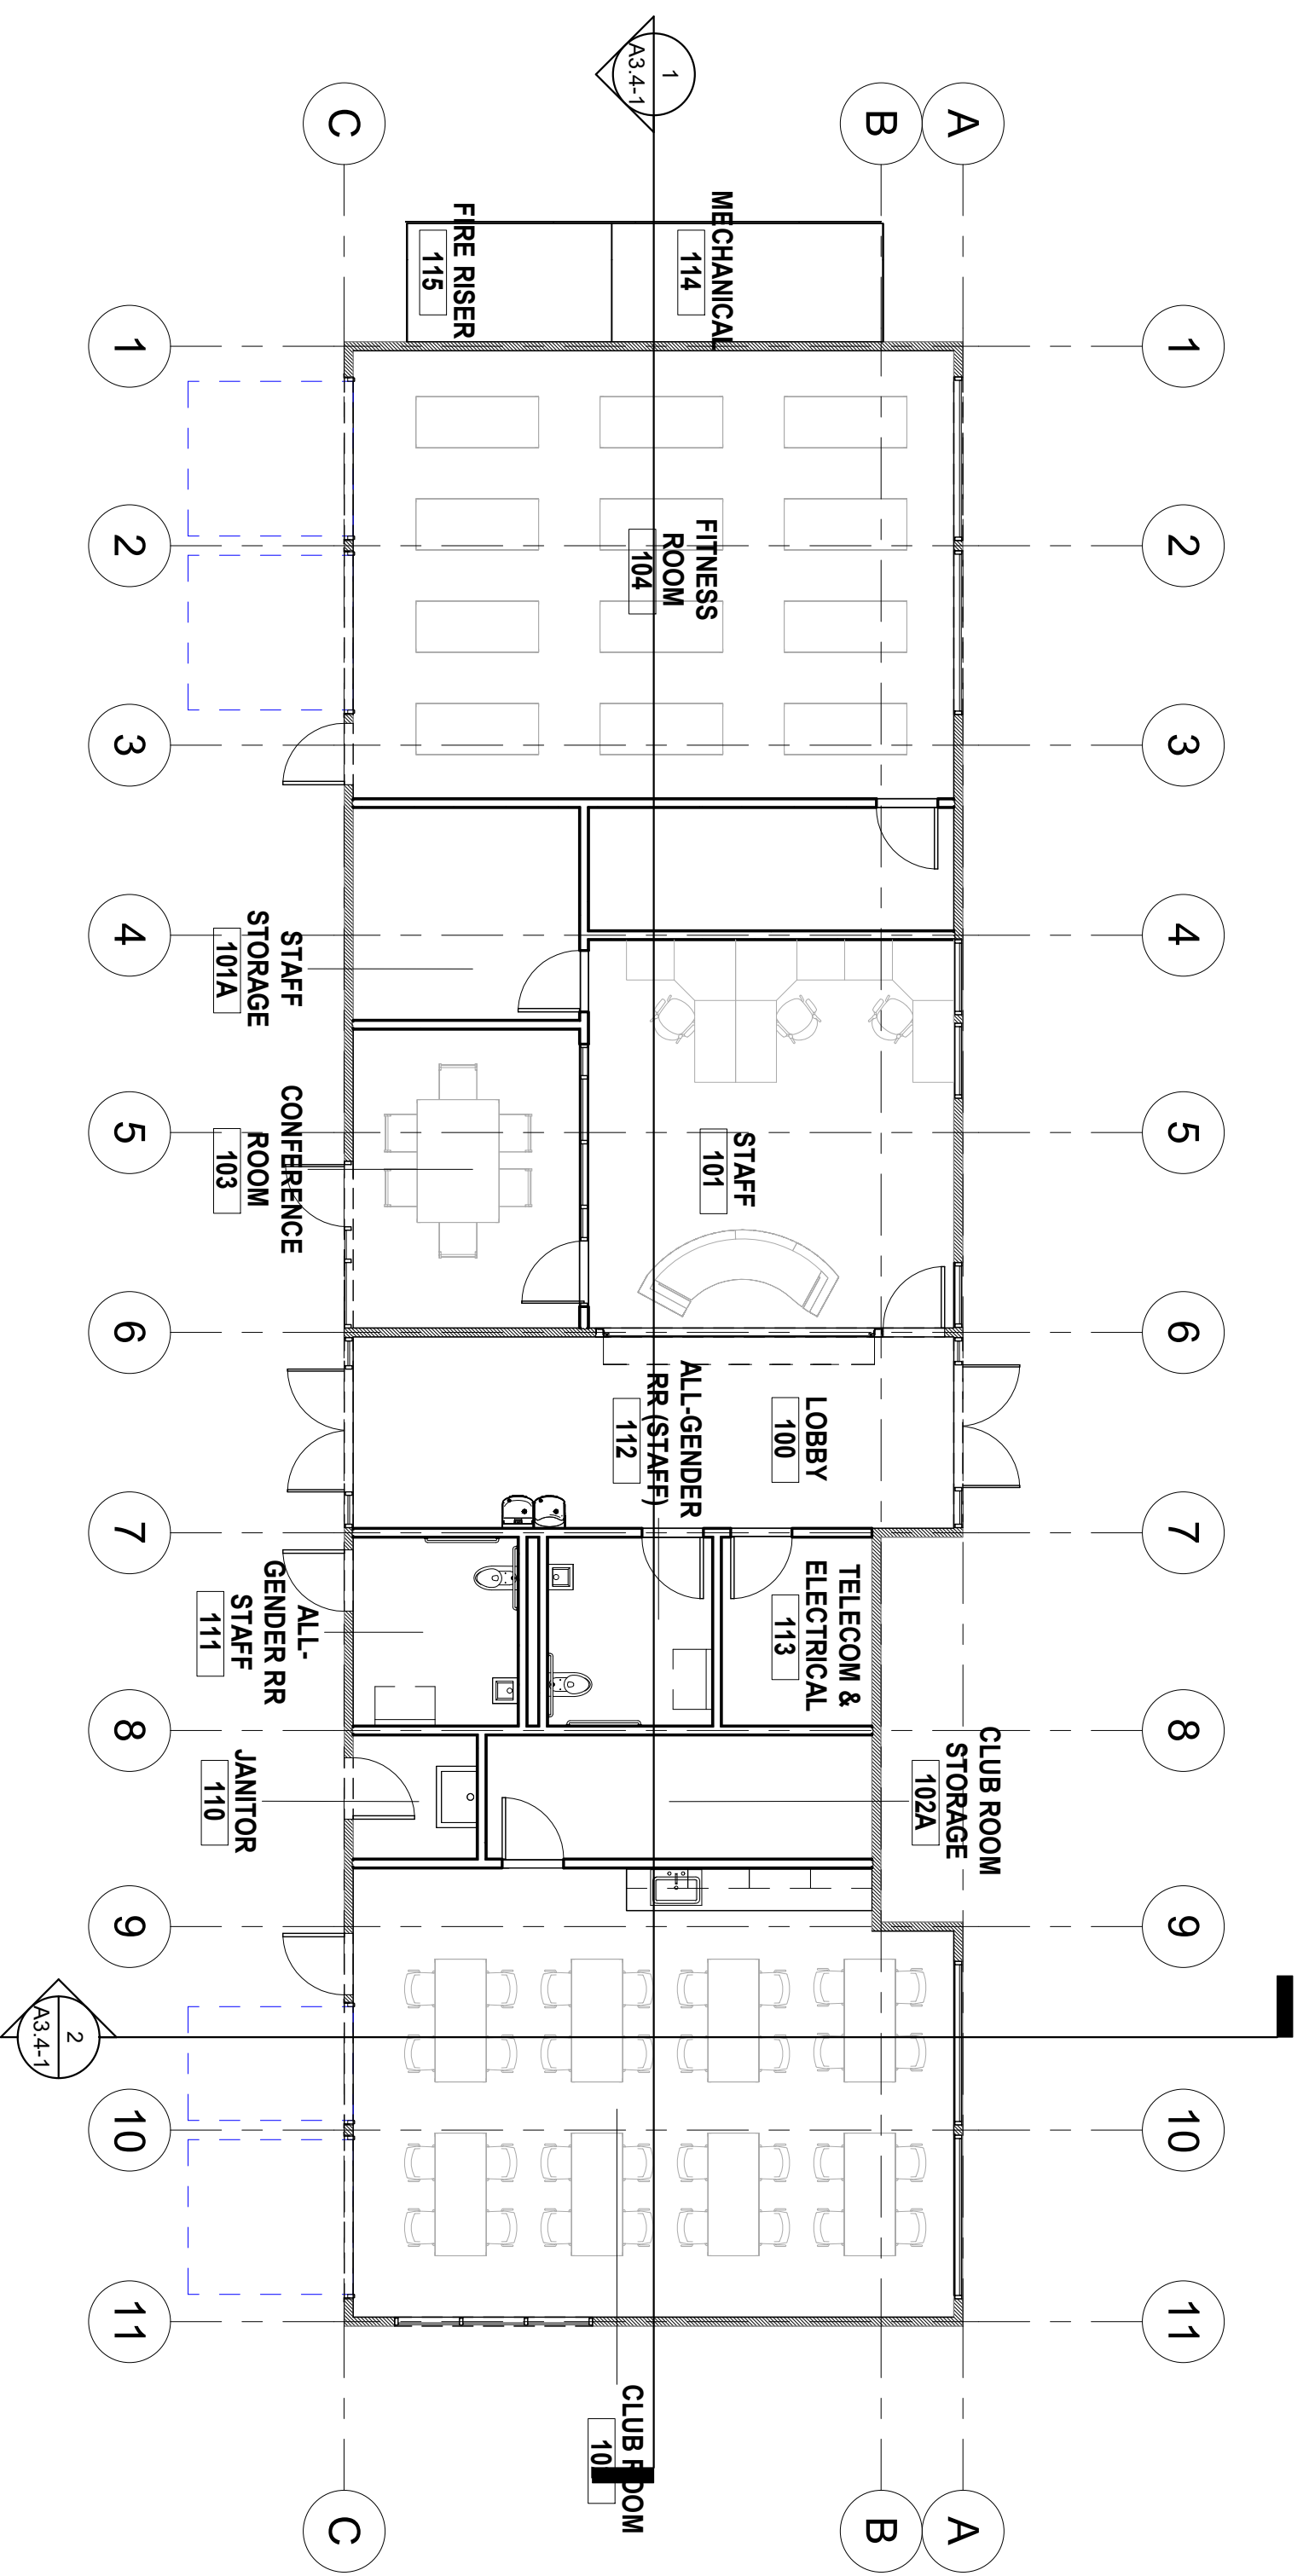 A
B
C
1
2
3
4
5
6
7
8
9
10
11
1
2
3
4
5
6
7
8
9
10
11
A
B
C
1
A3.4-1
2
A3.4-1
MECHANICAL
114
FIRE RISER
115
FITNESS
ROOM
104
STAFF
STORAGE
101A
STAFF
101
CONFERENCE
ROOM
103
LOBBY
100
ALL-GENDER
RR (STAFF)
112
TELECOM &
ELECTRICAL
113
ALL-
GENDER RR
STAFF
111
CLUB ROOM
STORAGE
102A
JANITOR
110
CLUB ROOM